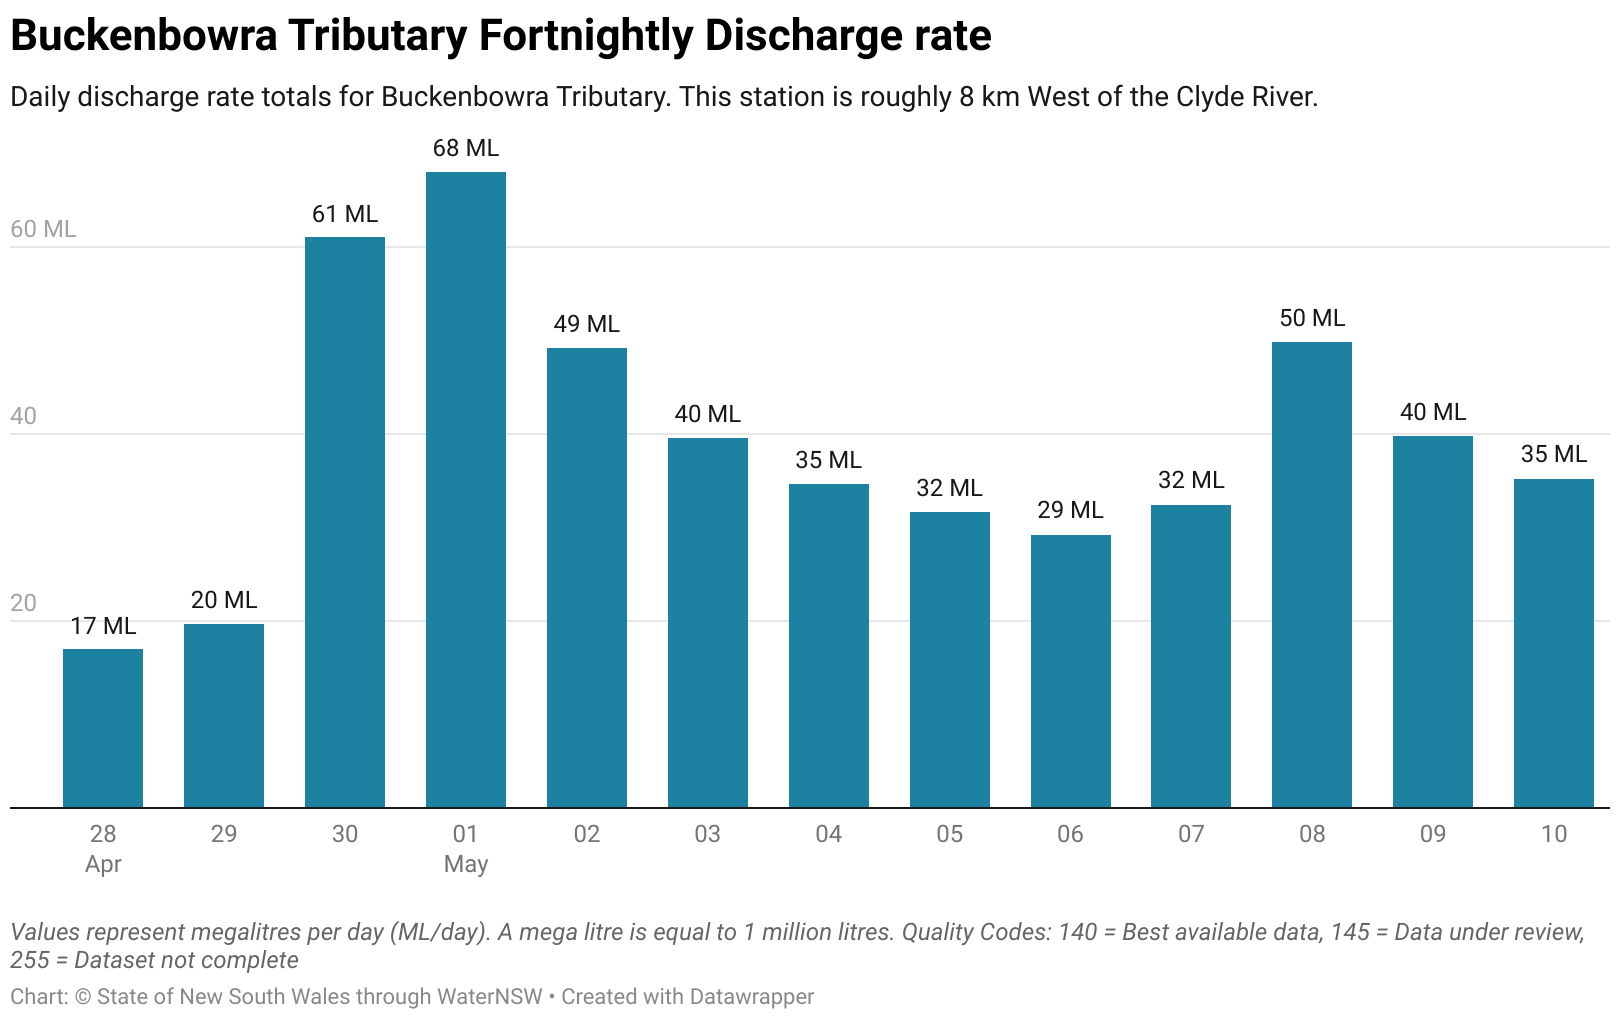 Buckenbowra Tributary Fortnightly Discharge rate
Daily discharge rate totals for Buckenbowra Tributary. This station is roughly 8 km West of the Clyde River.
68 ML
61 ML
60 ML
50 ML
49 ML
40 ML
40 ML
40
35 ML
35 ML
32 ML
32 ML
29 ML
20 ML
20
17 ML
28 29 30 01 02 03 04 05 06 07 08 09 10
Apr May
Values represent megalitres per day (ML/day). A mega litre is equal to 1 million litres. Quality Codes: 140 = Best available data, 145 = Data under review,
255 = Dataset not complete
Chart: © State of New South Wales through WaterNSW • Created with Datawrapper